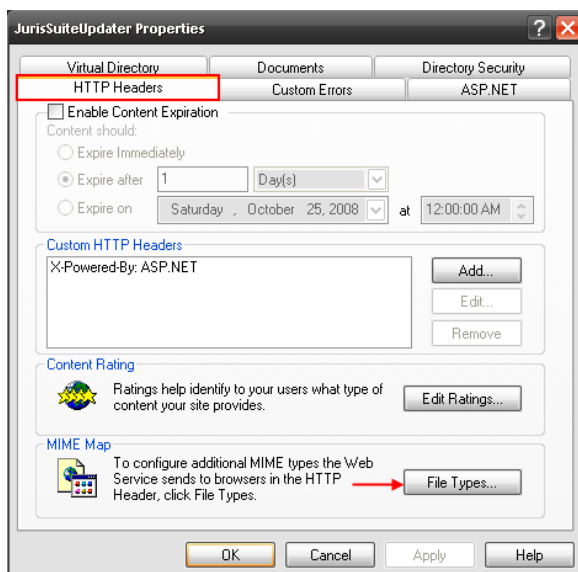 JurisSuiteUpdater Properties
Virtual Directory
Documents
Directory Security
HTTP Headers
Custom Errors
ASP.NET
Enable Content Expiration
Content should:
Expire Immediately
Expire after
1
Day(s)
Expire on
Saturday , October 25, 2008
at
12:00:00 AM
Custom HTTP Headers
X-Powered-By: ASP.NET
Add...
Edit...
Remove
Content Rating
Ratings help identify to your users what type of
content your site provides.
Edit Ratings...
MIME Map
To configure additional MIME types the Web
Service sends to browsers in the HTTP
Header, click File Types.
File Types...
OK
Cancel
Apply
Help